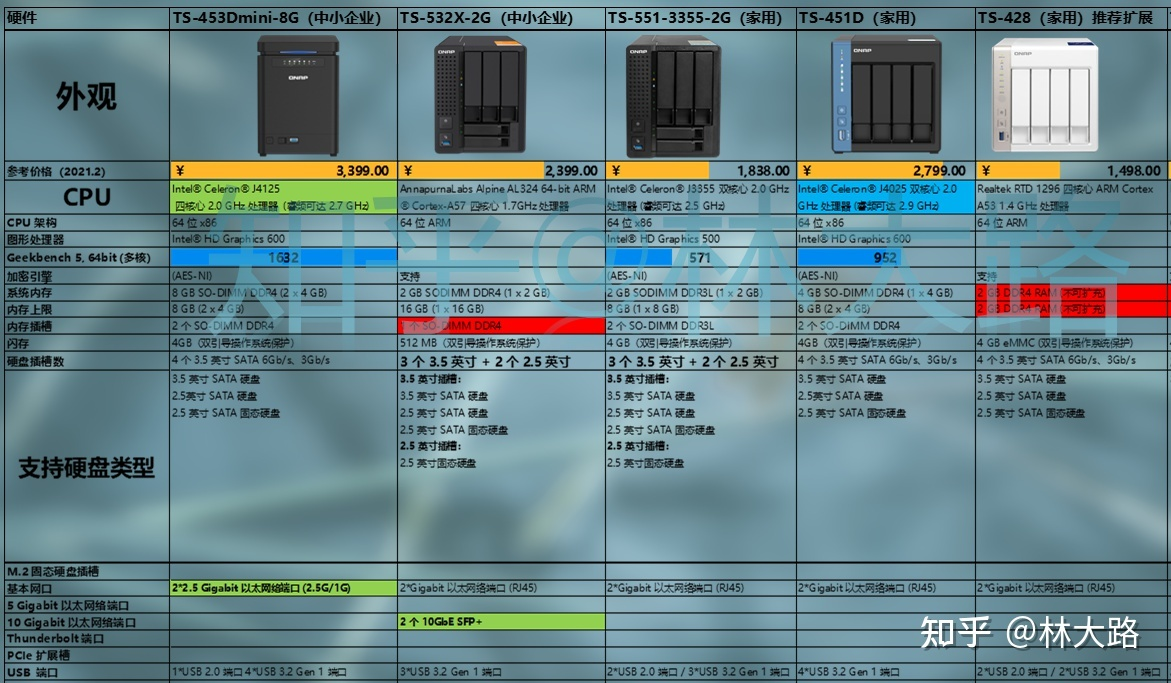 硬件 TS-453Dmini-8G（中小企业） TS-532X-2G（中小企业） TS-551-3355-2G（家用） TS-451D（家用） TS-428（家用）推荐扩展
外观
QNAP QNAP QNAP QNAP QNAP
参考价格（2021.2） ¥ 3,399.00 ¥ 2,399.00 ¥ 1,838.00 ¥ 2,799.00 ¥ 1,498.00
CPU
Intel® Celeron® J4125 四核心 2.0 GHz 处理器（睿频可达 2.7 GHz）
AnnapurnaLabs Alpine AL324 64-bit ARM® Cortex-A57 四核心 1.7GHz 处理器
Intel® Celeron® J3355 双核心 2.0 GHz 处理器（睿频可达 2.5 GHz）
Intel® Celeron® J4025 双核心 2.0 GHz 处理器（睿频可达 2.9 GHz）
Realtek RTD 1296 四核心 ARM Cortex A53 1.4 GHz 处理器
CPU 架构 64 位 x86 64 位 ARM 64 位 x86 64 位 x86 64 位 ARM
图形处理器 Intel® HD Graphics 600 Intel® HD Graphics 500 Intel® HD Graphics 600
Geekbench 5, 64bit (多核) 1632 571 952
加密引擎 (AES-NI) 支持 (AES-NI) (AES-NI) 支持
系统内存 8 GB SO-DIMM DDR4 (2 x 4 GB) 2 GB SODIMM DDR4 (1 x 2 GB) 2 GB SODIMM DDR3L (1 x 2 GB) 4 GB SO-DIMM DDR4 (1 x 4 GB) 2 GB DDR4 RAM (不可扩充)
内存上限 8 GB (2 x 4 GB) 16 GB (1 x 16 GB) 8 GB (1 x 8 GB) 8 GB (2 x 4 GB) 2 GB DDR4 RAM (不可扩充)
内存插槽 2 个 SO-DIMM DDR4 1 个 SO-DIMM DDR4 2 个 SO-DIMM DDR3L 2 个 SO-DIMM DDR4
闪存 4GB（双引导操作系统保护） 512 MB（双引导操作系统保护） 4 GB（双引导操作系统保护） 4GB（双引导操作系统保护） 4 GB eMMC (双引导操作系统保护)
硬盘插槽数 4 个 3.5 英寸 SATA 6Gb/s、3Gb/s 3 个 3.5 英寸 + 2 个 2.5 英寸 3 个 3.5 英寸 + 2 个 2.5 英寸 4 个 3.5 英寸 SATA 6Gb/s、3Gb/s 4 个 3.5 英寸 SATA 6Gb/s、3Gb/s
支持硬盘类型
3.5 英寸 SATA 硬盘 3.5 英寸插槽： 3.5 英寸插槽： 3.5 英寸 SATA 硬盘 3.5 英寸 SATA 硬盘
2.5英寸 SATA 硬盘 3.5 英寸 SATA 硬盘 3.5 英寸 SATA 硬盘 2.5英寸 SATA 硬盘 2.5英寸 SATA 硬盘
2.5 英寸 SATA 固态硬盘 2.5 英寸 SATA 硬盘 2.5 英寸 SATA 硬盘 2.5 英寸 SATA 固态硬盘 2.5 英寸 SATA 固态硬盘
2.5 英寸 SATA 固态硬盘 2.5 英寸 SATA 固态硬盘
2.5 英寸插槽： 2.5 英寸插槽：
2.5 英寸固态硬盘 2.5 英寸固态硬盘
M.2 固态硬盘插槽
基本网口 2*2.5 Gigabit 以太网络端口 (2.5G/1G) 2*Gigabit 以太网络端口 (RJ45) 2*Gigabit 以太网络端口 (RJ45) 2*Gigabit 以太网络端口 (RJ45) 2*Gigabit 以太网络端口 (RJ45)
5 Gigabit 以太网络端口
10 Gigabit 以太网络端口 2 个 10GbE SFP+
Thunderbolt 端口
PCIe 扩展槽
USB 端口 1*USB 2.0 端口 4*USB 3.2 Gen 1 端口 3*USB 3.2 Gen 1 端口 2*USB 2.0 端口 / 3*USB 3.2 Gen 1 端口 4*USB 3.2 Gen 1 端口 2*USB 2.0 端口 / 2*USB 3.2 Gen 1 端口
知乎@林大路
知乎 @林大路